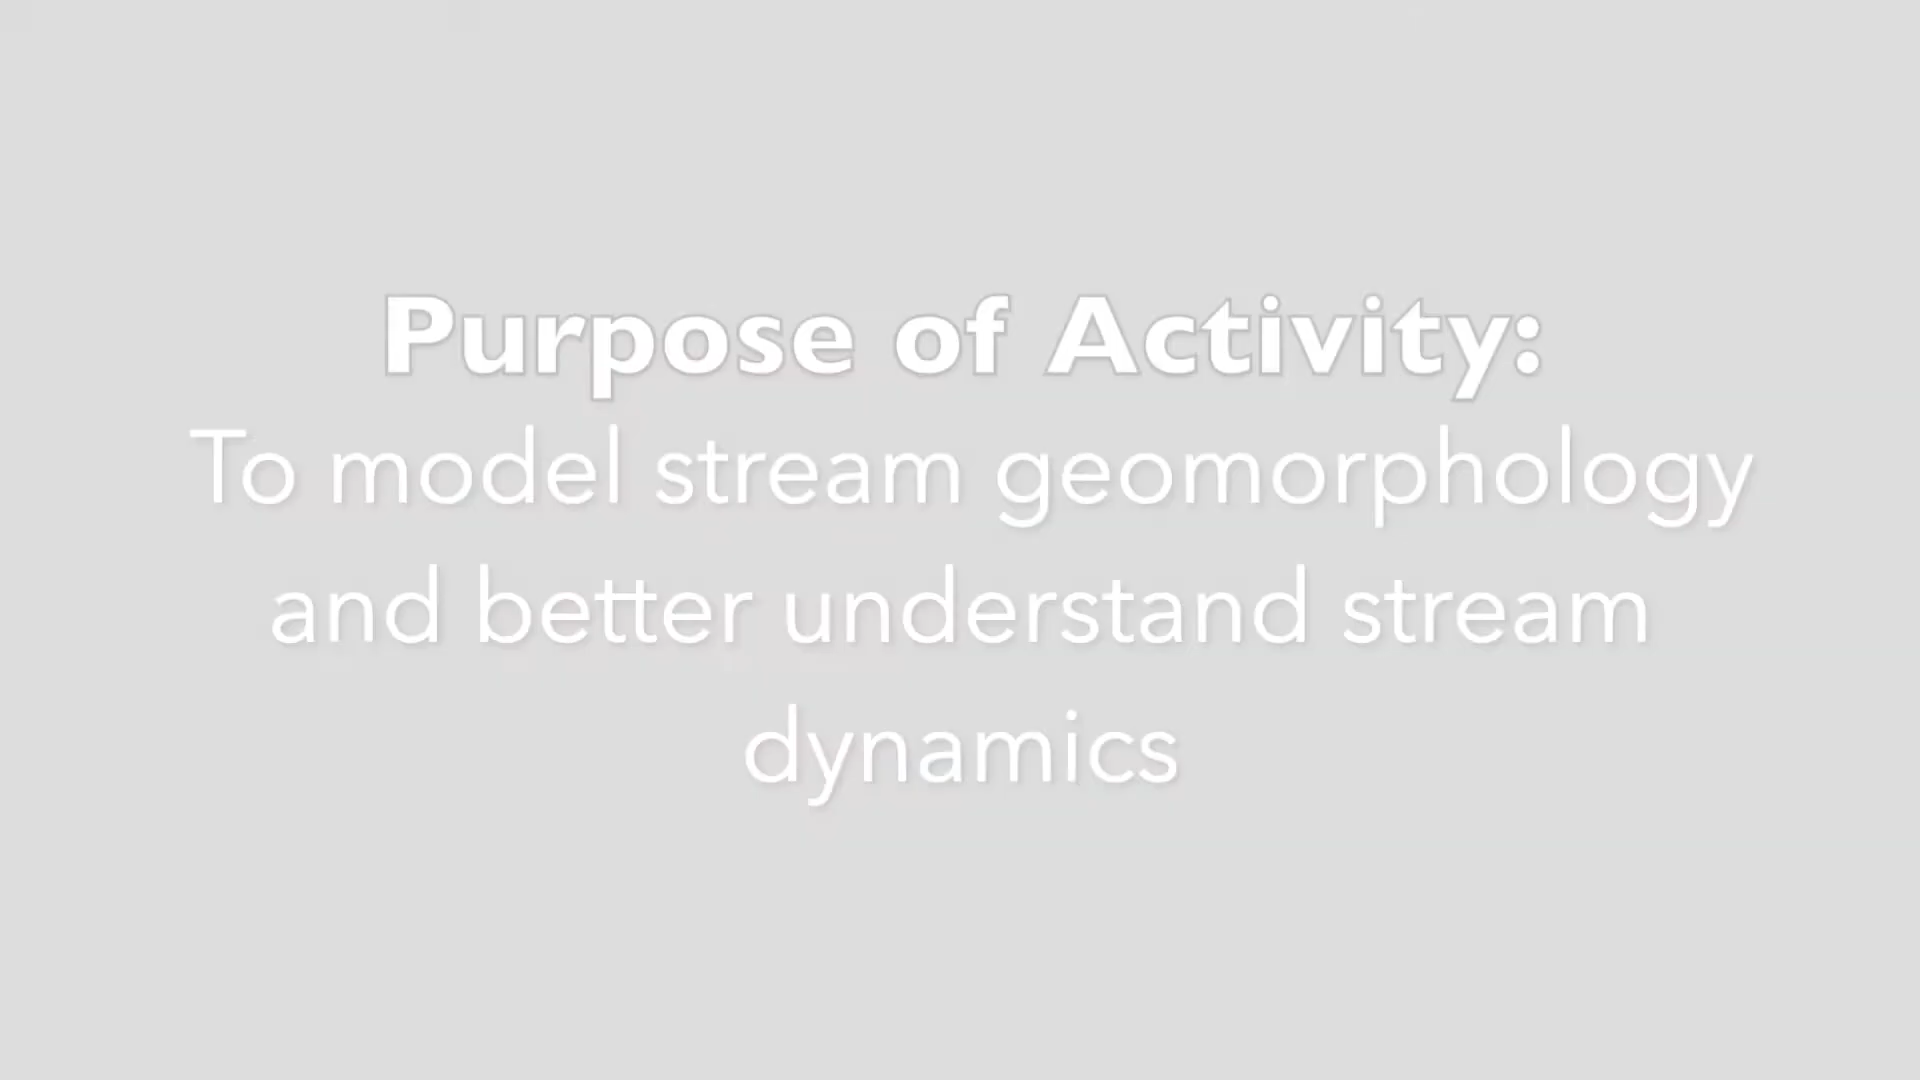 Purpose of Activity:
To model stream geomorphology
and better understand stream
dynamics